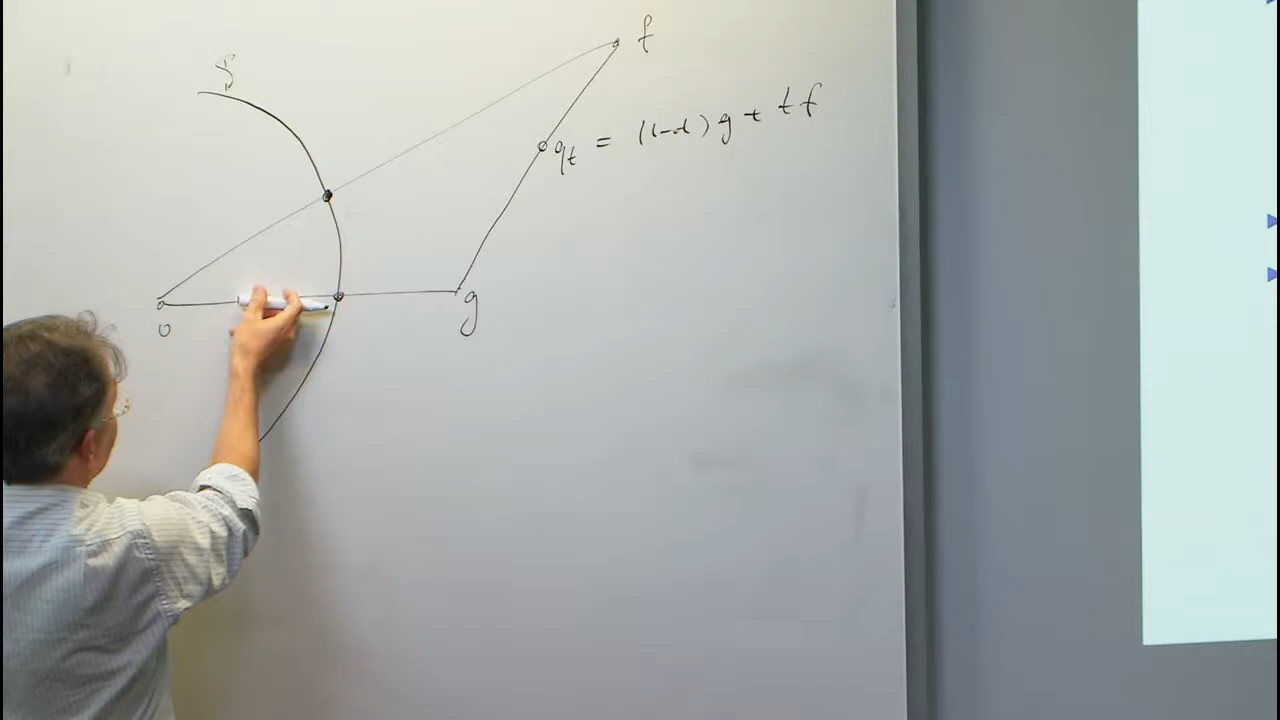 S
f
q_t = (1-t) g + t f
g
0